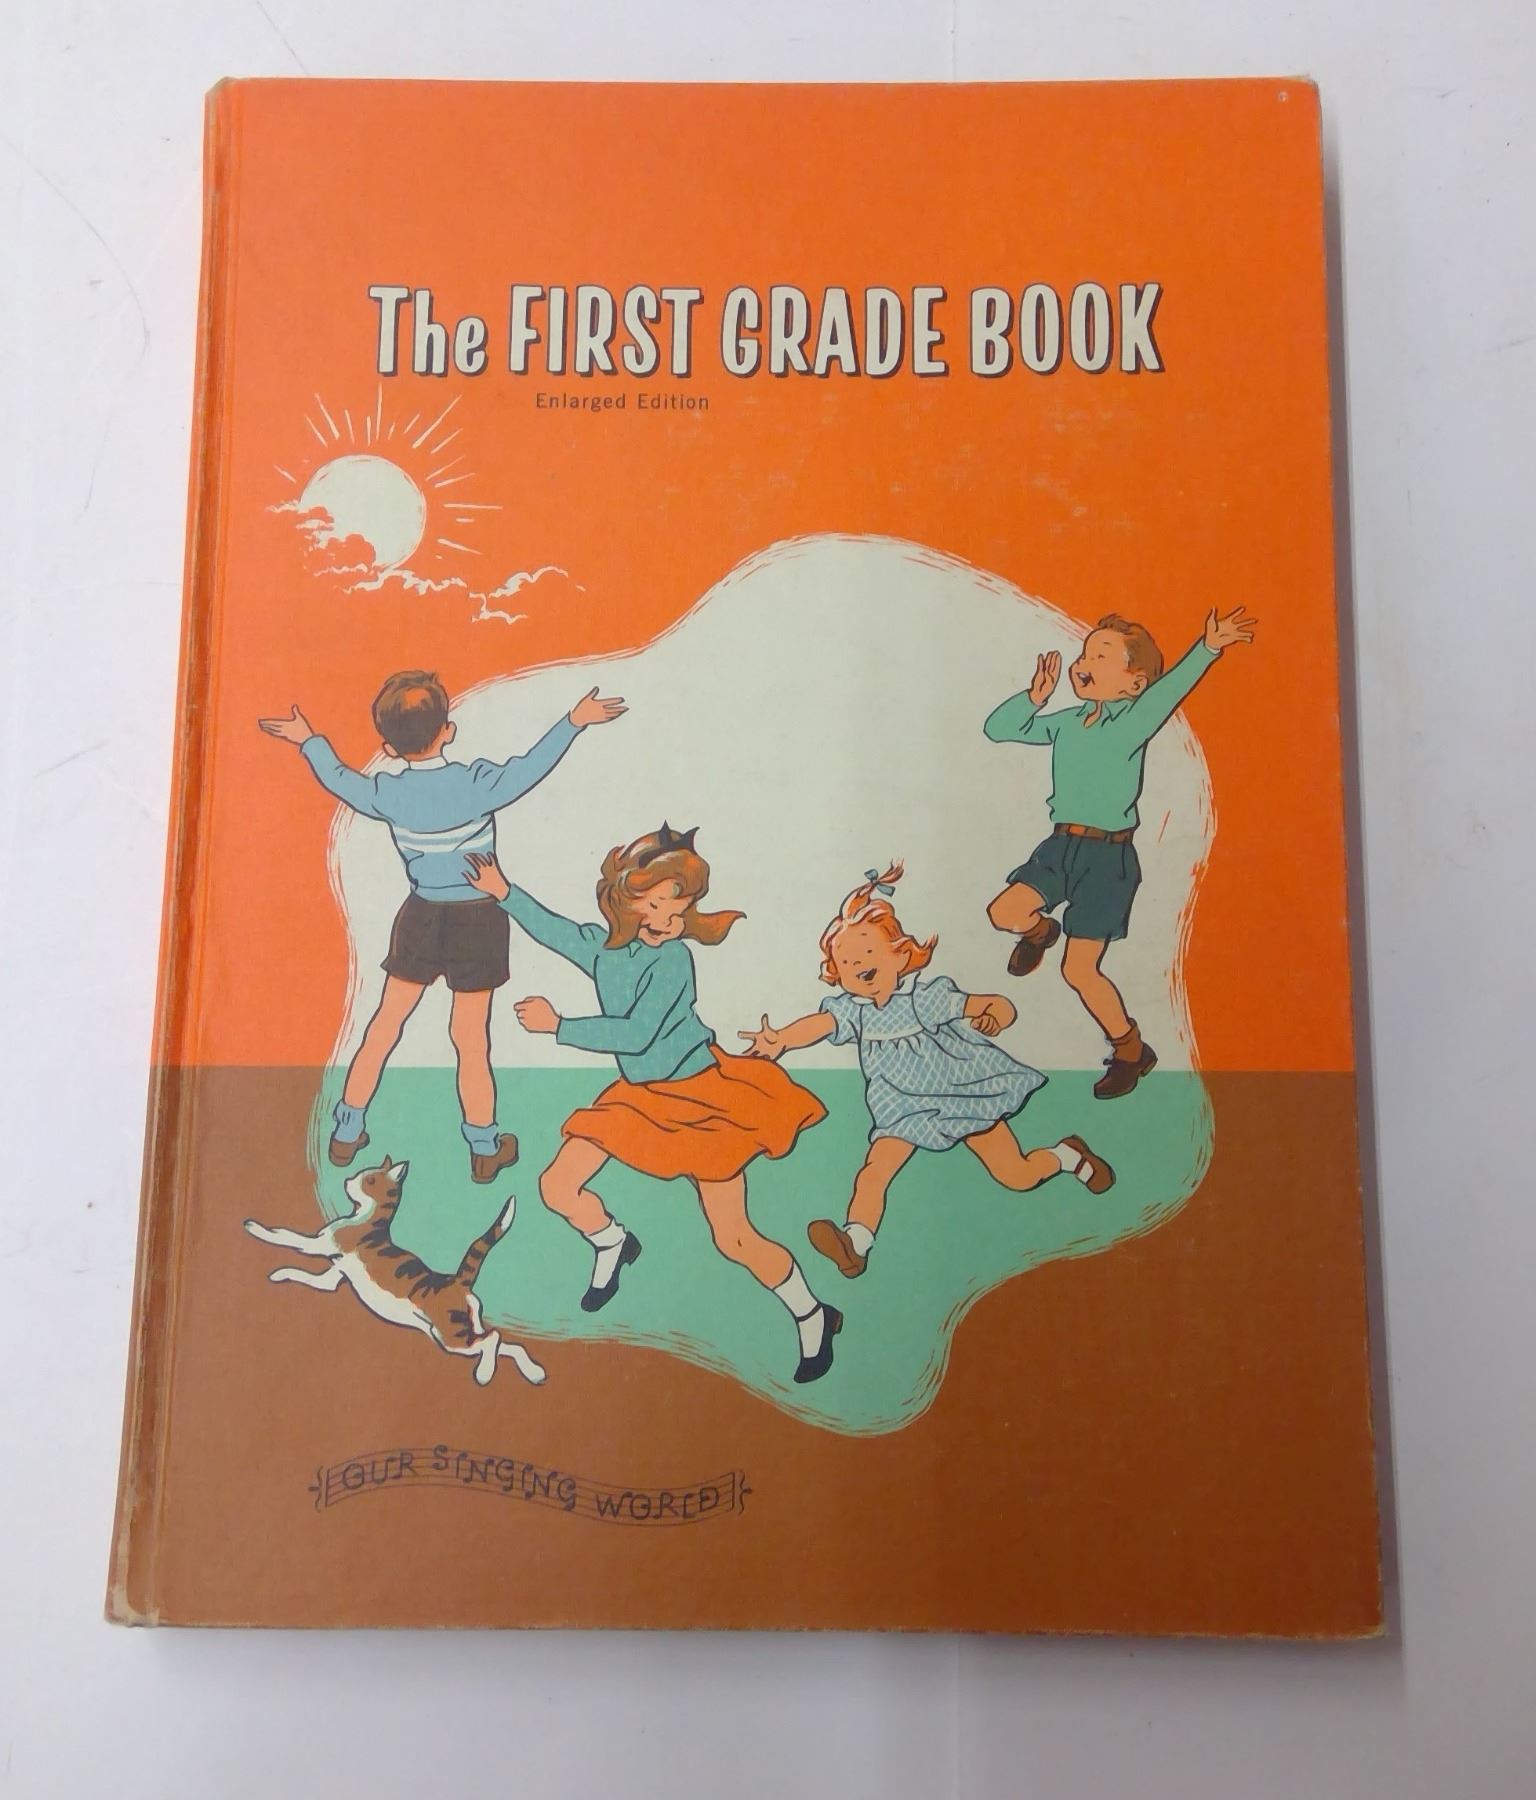 The FIRST GRADE BOOK
Enlarged Edition
OUR SINGING WORLD